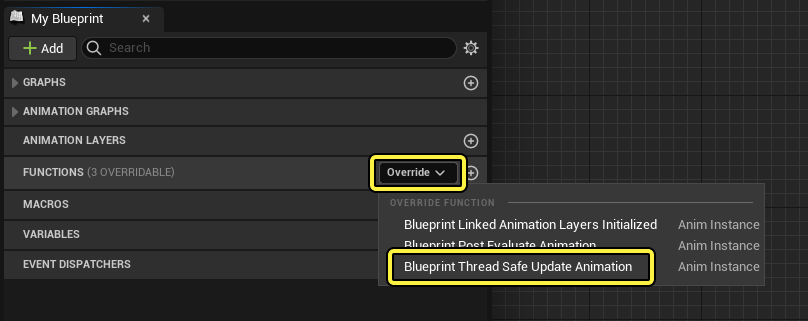 My Blueprint
Add
Search
GRAPHS
ANIMATION GRAPHS
ANIMATION LAYERS
FUNCTIONS (3 OVERRIDABLE)
Override
OVERRIDE FUNCTION
MACROS
Blueprint Linked Animation Layers Initialized Anim Instance
VARIABLES
Blueprint Post Evaluate Animation Anim Instance
EVENT DISPATCHERS
Blueprint Thread Safe Update Animation Anim Instance